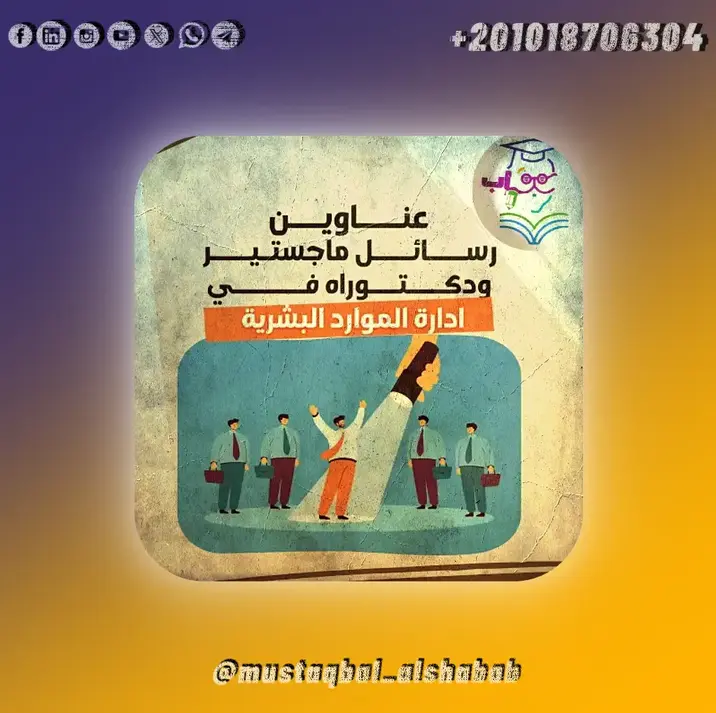 +201018706304
عناوين
رسائل ماجستير
ودكتوراه في
ادارة الموارد البشرية
@mustaqbal_alshabab